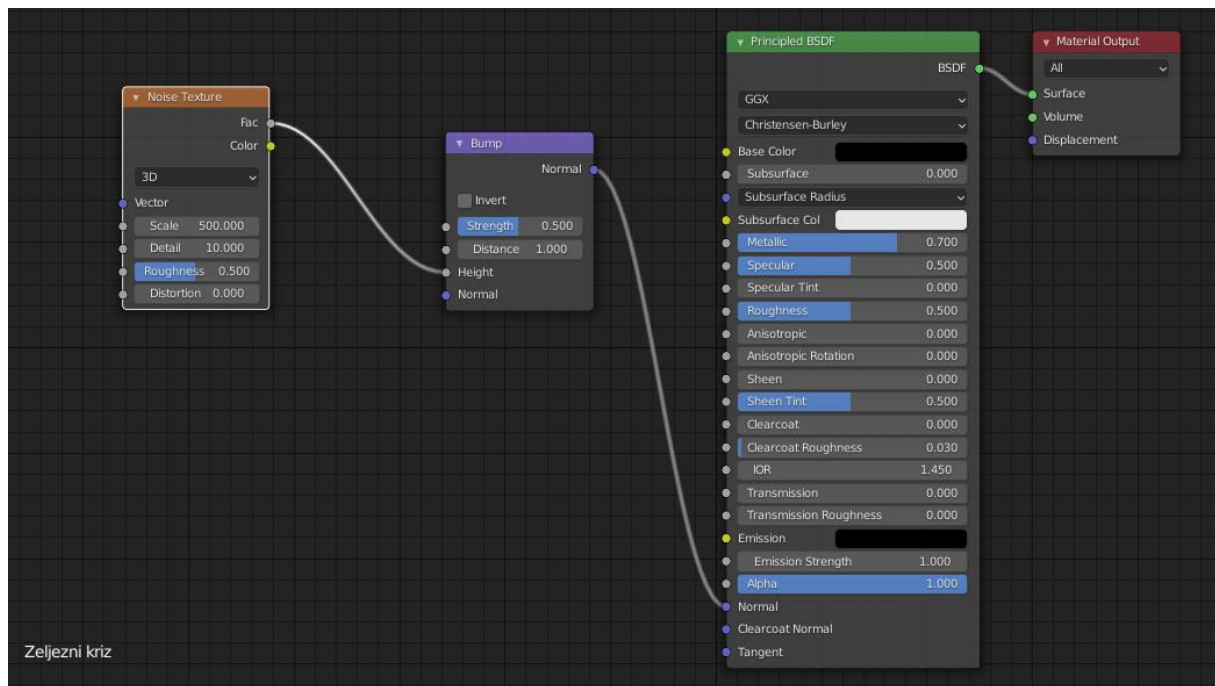 Noise Texture
Fac
Color
3D
Vector
Scale 500.000
Detail 10.000
Roughness 0.500
Distortion 0.000
Bump
Normal
Invert
Strength 0.500
Distance 1.000
Height
Normal
Principled BSDF
BSDF
GGX
Christensen-Burley
Base Color
Subsurface 0.000
Subsurface Radius
Subsurface Col
Metallic 0.700
Specular 0.500
Specular Tint 0.000
Roughness 0.500
Anisotropic 0.000
Anisotropic Rotation 0.000
Sheen 0.000
Sheen Tint 0.500
Clearcoat 0.000
Clearcoat Roughness 0.030
IOR 1.450
Transmission 0.000
Transmission Roughness 0.000
Emission
Emission Strength 1.000
Alpha 1.000
Normal
Clearcoat Normal
Tangent
Material Output
All
Surface
Volume
Displacement
Zeljezni kriz